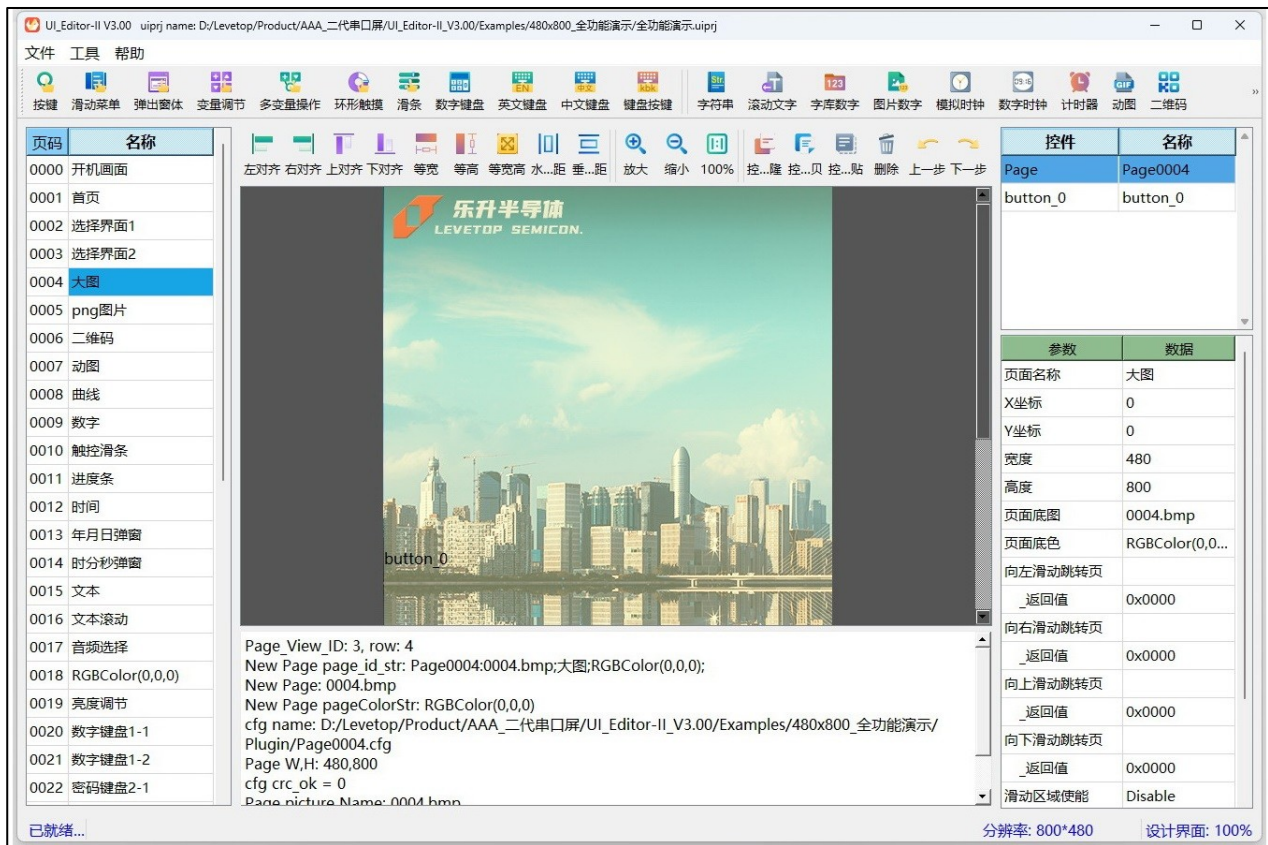 UI_Editor-II V3.00 uiprj name: D:/Levetop/Product/AAA_二代串口屏/UI_Editor-II_V3.00/Examples/480x800_全功能演示/全功能演示.uiprj
文件 工具 帮助
按键 滑动菜单 弹出窗体 变量调节 多变量操作 环形触摸 滑条 数字键盘 英文键盘 中文键盘 键盘按键 字符串 滚动文字 字库数字 图片数字 模拟时钟 数字时钟 计时器 动图 二维码
页码 名称
0000 开机画面
0001 首页
0002 选择界面1
0003 选择界面2
0004 大图
0005 png图片
0006 二维码
0007 动图
0008 曲线
0009 数字
0010 触控滑条
0011 进度条
0012 时间
0013 年月日弹窗
0014 时分秒弹窗
0015 文本
0016 文本滚动
0017 音频选择
0018 RGBColor(0,0,0)
0019 亮度调节
0020 数字键盘1-1
0021 数字键盘1-2
0022 密码键盘2-1
左对齐 右对齐 上对齐 下对齐 等宽 等高 等宽高 水...距 垂...距 放大 缩小 100% 控...隆 控...贝 控...贴 删除 上一步 下一步
乐升半导体
LEVETOP SEMICON.
button_0
Page_View_ID: 3, row: 4
New Page page_id_str: Page0004:0004.bmp;大图;RGBColor(0,0,0);
New Page: 0004.bmp
New Page pageColorStr: RGBColor(0,0,0)
cfg name: D:/Levetop/Product/AAA_二代串口屏/UI_Editor-II_V3.00/Examples/480x800_全功能演示/
Plugin/Page0004.cfg
Page W,H: 480,800
cfg crc_ok = 0
Page picture Name: 0004.bmp
控件 名称
Page Page0004
button_0 button_0
参数 数据
页面名称 大图
X坐标 0
Y坐标 0
宽度 480
高度 800
页面底图 0004.bmp
页面底色 RGBColor(0,0...
向左滑动跳转页
_返回值 0x0000
向右滑动跳转页
_返回值 0x0000
向上滑动跳转页
_返回值 0x0000
向下滑动跳转页
_返回值 0x0000
滑动区域使能 Disable
已就绪... 分辨率: 800*480 设计界面: 100%